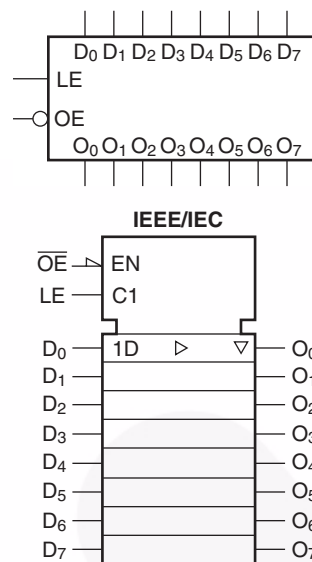 D₀ D₁ D₂ D₃ D₄ D₅ D₆ D₇
LE
OE
O₀ O₁ O₂ O₃ O₄ O₅ O₆ O₇
IEEE/IEC
O̅E̅ EN
LE C1
D₀ 1D O₀
D₁ O₁
D₂ O₂
D₃ O₃
D₄ O₄
D₅ O₅
D₆ O₆
D₇ O₇